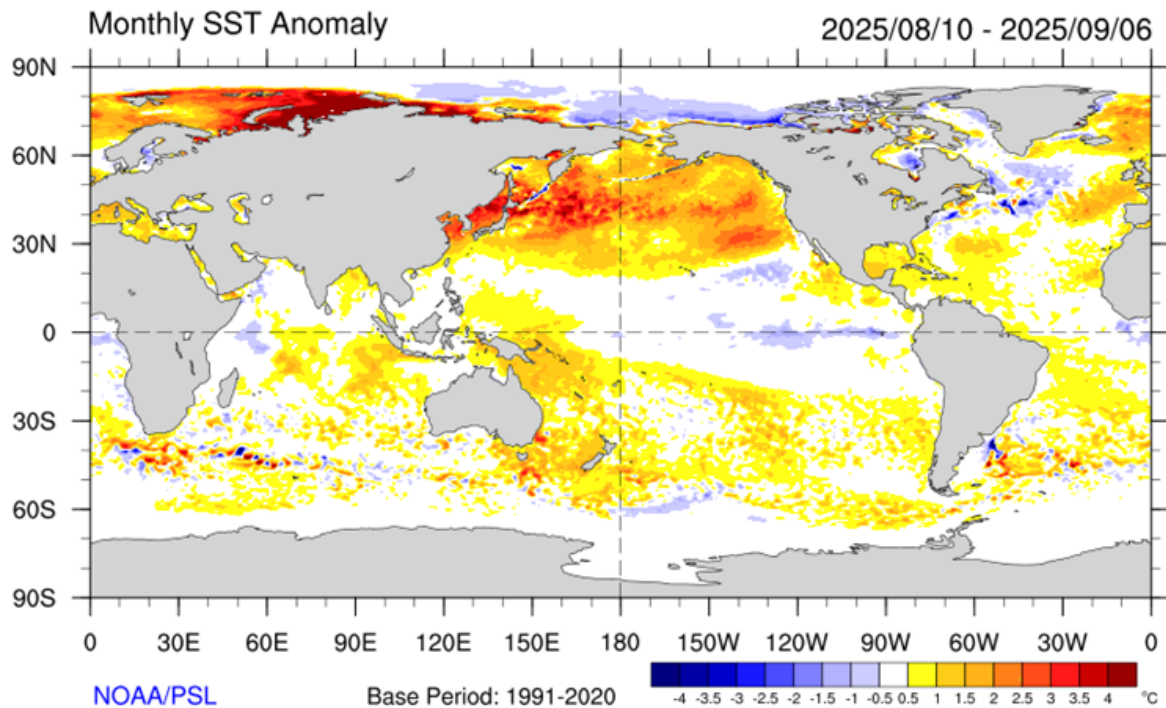 Monthly SST Anomaly 2025/08/10 - 2025/09/06
90N
60N
30N
0
30S
60S
90S
0 30E 60E 90E 120E 150E 180 150W 120W 90W 60W 30W 0
NOAA/PSL Base Period: 1991-2020
-4 -3.5 -3 -2.5 -2 -1.5 -1 -0.5 0.5 1 1.5 2 2.5 3 3.5 4 °C